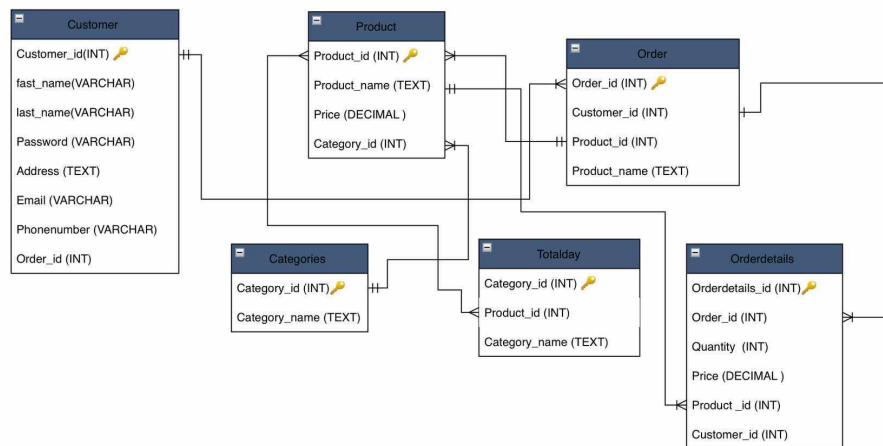 Customer
Customer_id(INT)
fast_name(VARCHAR)
last_name(VARCHAR)
Password (VARCHAR)
Address (TEXT)
Email (VARCHAR)
Phonenumber (VARCHAR)
Order_id (INT)
Product
Product_id (INT)
Product_name (TEXT)
Price (DECIMAL )
Category_id (INT)
Order
Order_id (INT)
Customer_id (INT)
Product_id (INT)
Product_name (TEXT)
Categories
Category_id (INT)
Category_name (TEXT)
Totalday
Category_id (INT)
Product_id (INT)
Category_name (TEXT)
Orderdetails
Orderdetails_id (INT)
Order_id (INT)
Quantity (INT)
Price (DECIMAL )
Product _id (INT)
Customer_id (INT)